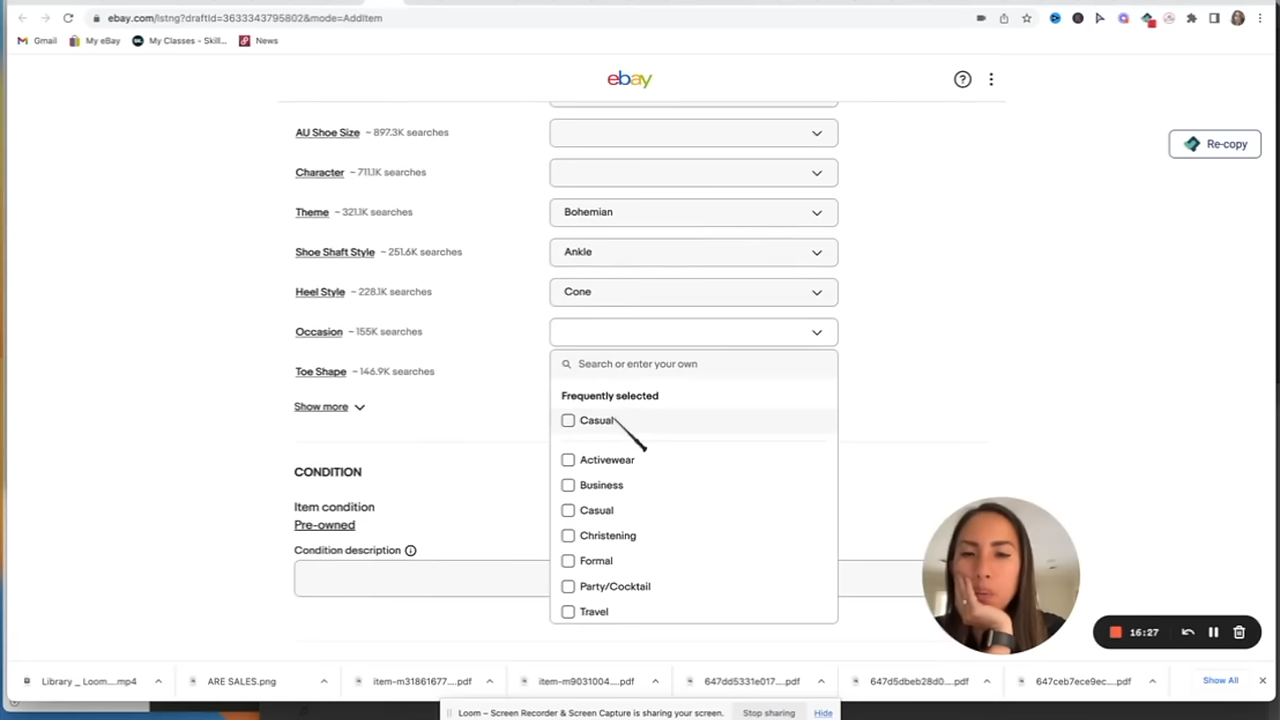 ebay.com/lstng?draftId=3633343795802&mode=AddItem
Gmail My eBay My Classes - Skill... News
ebay
Re-copy
AU Shoe Size ~ 897.3K searches
Character ~ 711.1K searches
Theme ~ 321.1K searches Bohemian
Shoe Shaft Style ~ 251.6K searches Ankle
Heel Style ~ 228.1K searches Cone
Occasion ~ 155K searches
Search or enter your own
Toe Shape ~ 146.9K searches
Frequently selected
Show more
Casual
Activewear
CONDITION
Business
Item condition
Casual
Pre-owned
Christening
Condition description
Formal
Party/Cocktail
Travel
16:27
Library _ Loom....mp4 ARE SALES.png item-m31861677....pdf item-m9031004....pdf 647dd5331e017....pdf 647d5dbeb28d0....pdf 647ceb7ece9ec....pdf Show All
Loom – Screen Recorder & Screen Capture is sharing your screen. Stop sharing Hide